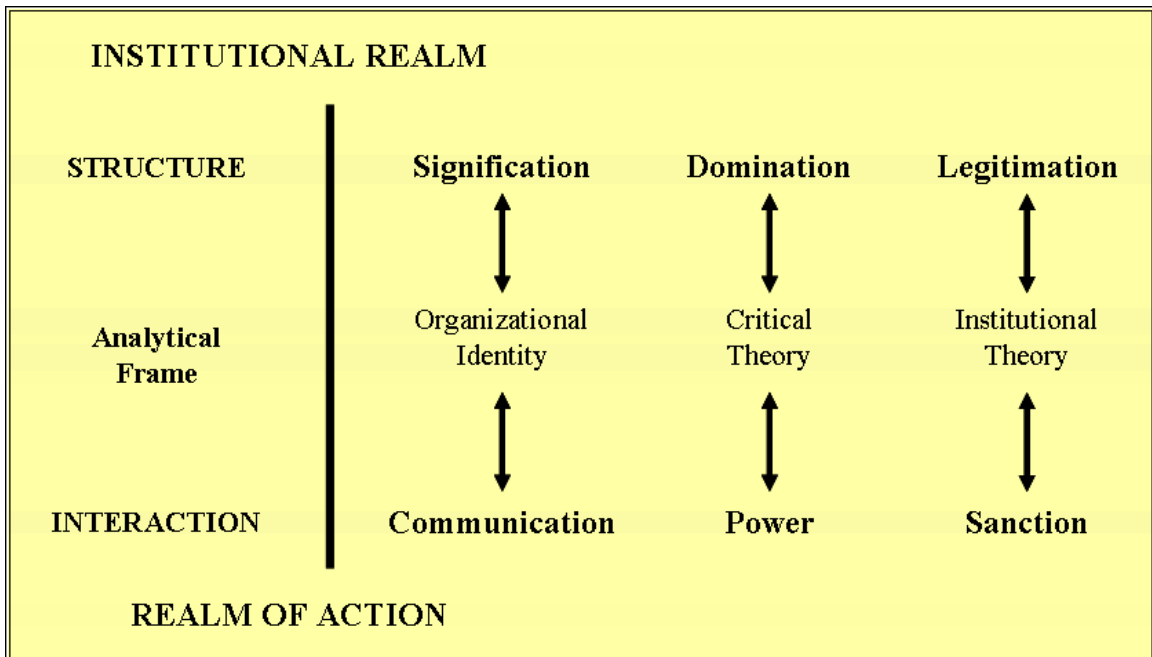 INSTITUTIONAL REALM
STRUCTURE Signification Domination Legitimation
Analytical Frame Organizational Identity Critical Theory Institutional Theory
INTERACTION Communication Power Sanction
REALM OF ACTION